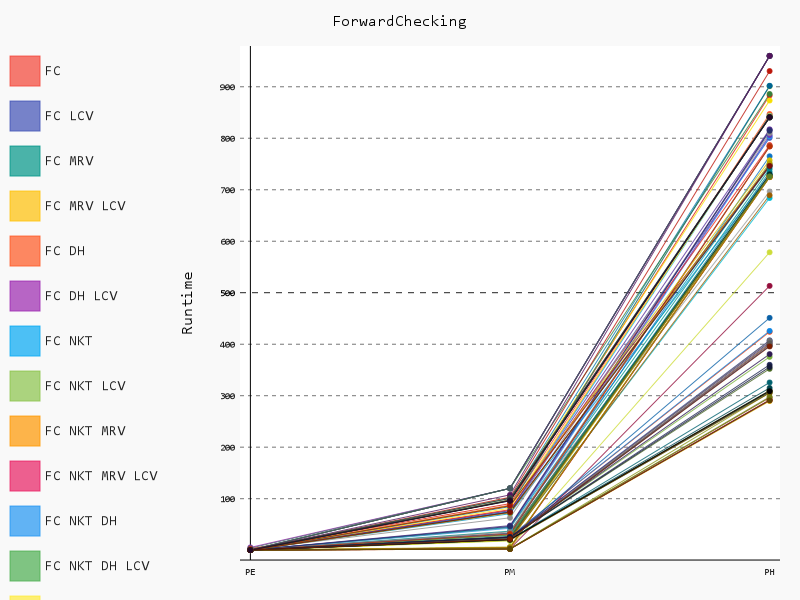 ForwardChecking
FC
FC LCV
FC MRV
FC MRV LCV
FC DH
FC DH LCV
FC NKT
FC NKT LCV
FC NKT MRV
FC NKT MRV LCV
FC NKT DH
FC NKT DH LCV
Runtime
900
800
700
600
500
400
300
200
100
PE
PM
PH